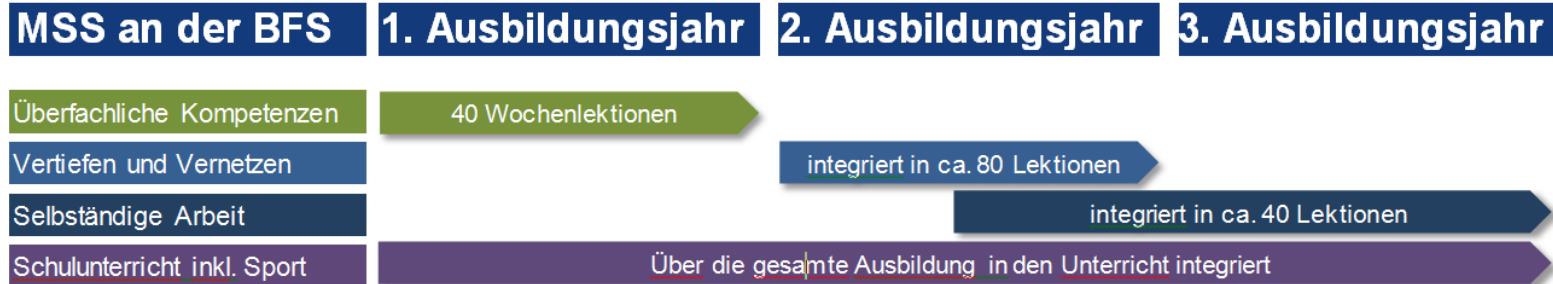 MSS an der BFS 1. Ausbildungsjahr 2. Ausbildungsjahr 3. Ausbildungsjahr
Überfachliche Kompetenzen 40 Wochenlektionen
Vertiefen und Vernetzen integriert in ca. 80 Lektionen
Selbständige Arbeit integriert in ca. 40 Lektionen
Schulunterricht inkl. Sport Über die gesamte Ausbildung in den Unterricht integriert